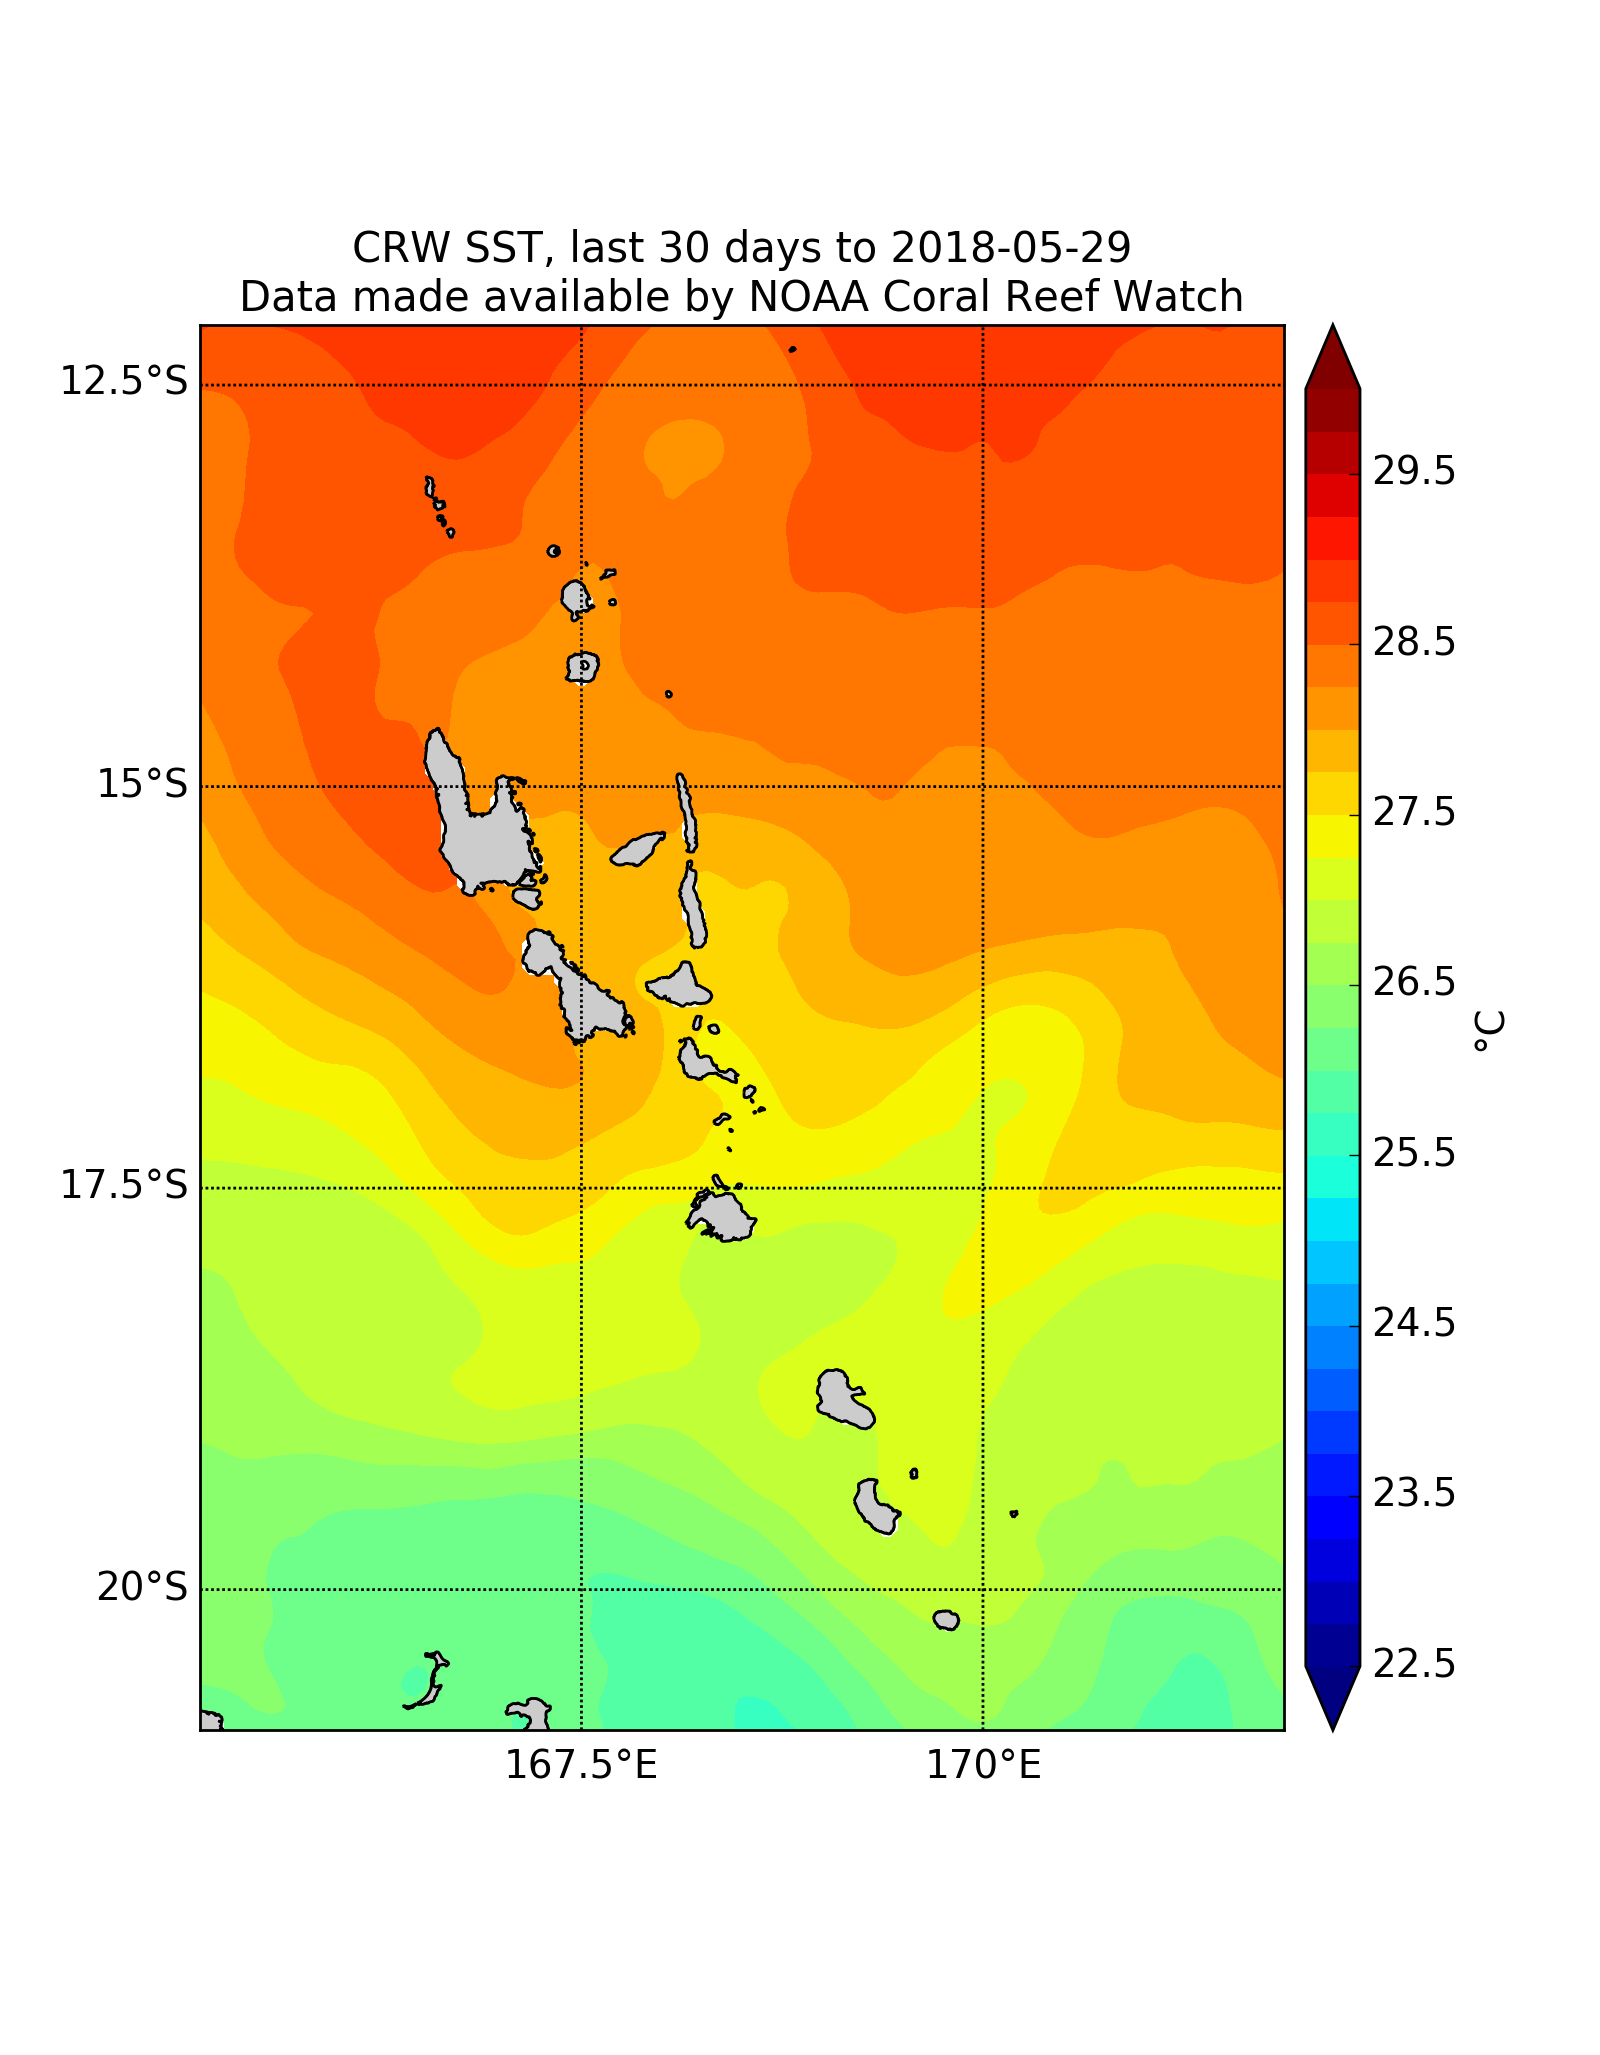 CRW SST, last 30 days to 2018-05-29
Data made available by NOAA Coral Reef Watch
12.5°S
15°S
17.5°S
20°S
167.5°E
170°E
29.5
28.5
27.5
26.5
25.5
24.5
23.5
22.5
°C